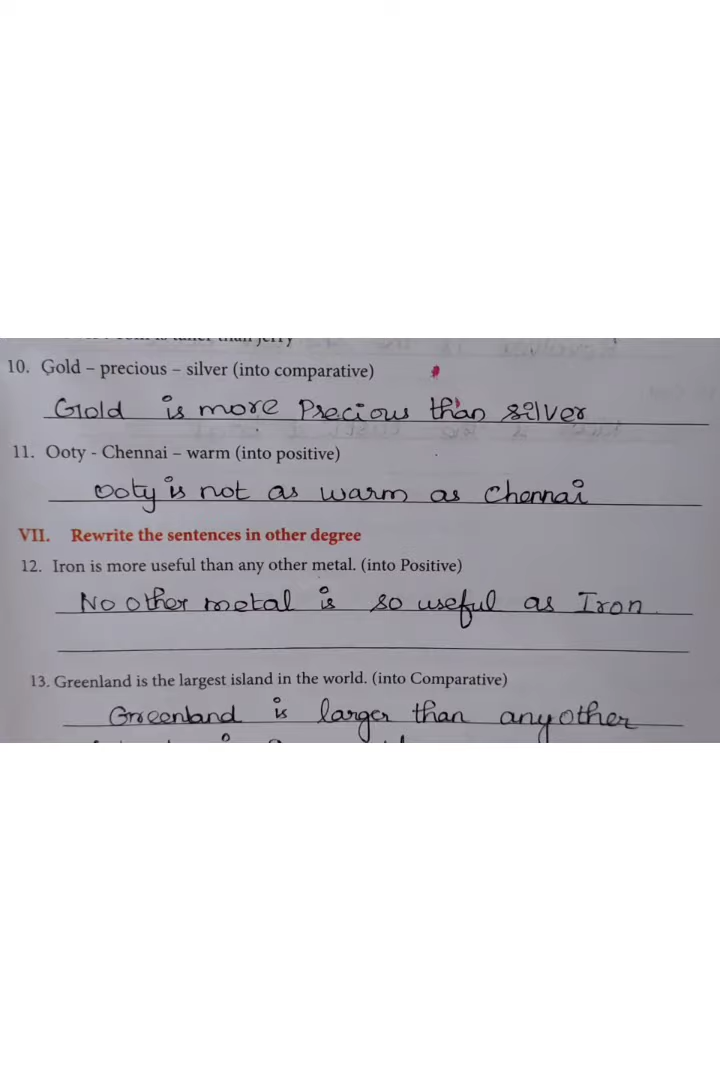 than Jerry
10. Gold – precious – silver (into comparative)
Gold is more Precious than silver
11. Ooty - Chennai – warm (into positive)
Ooty is not as warm as Chennai
VII. Rewrite the sentences in other degree
12. Iron is more useful than any other metal. (into Positive)
No other metal is so useful as Iron
13. Greenland is the largest island in the world. (into Comparative)
Greenland is larger than any other